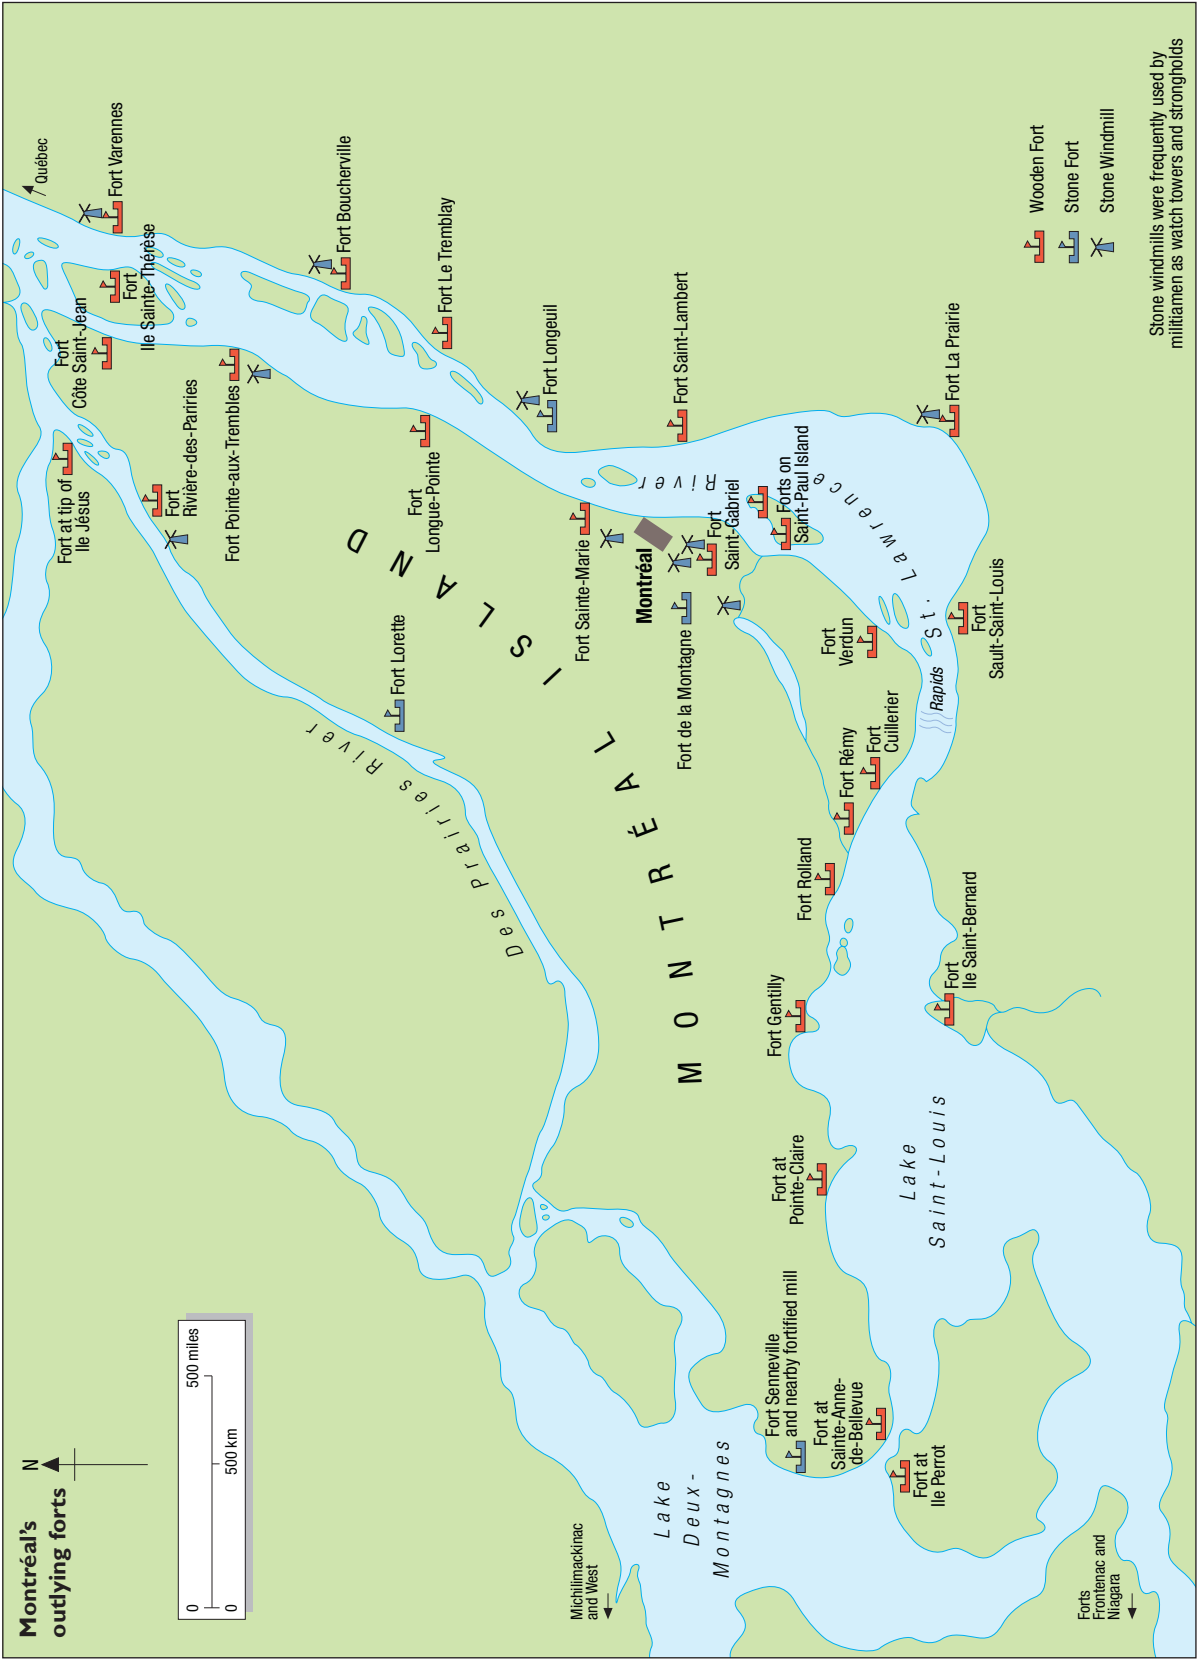 Montréal's
outlying forts
N
0
500 miles
0
500 km
Michilimackinac
and West
Forts
Frontenac and
Niagara
Lake
Deux-
Montagnes
Fort Senneville
and nearby fortified mill
Fort at
Sainte-Anne-
de-Bellevue
Fort at
Ile Perrot
Fort at
Pointe-Claire
Lake
Saint-Louis
Fort Gentilly
Fort
Ile Saint-Bernard
Fort Rolland
Fort Rémy
Fort
Cuillerier
Rapids
Fort
Verdun
Fort
Sault-Saint-Louis
St. Lawrence River
MONTRÉAL ISLAND
Des Prairies River
Fort Lorette
Fort de la Montagne
Montréal
Fort Sainte-Marie
Fort
Saint-Gabriel
Forts on
Saint-Paul Island
Fort La Prairie
Fort Saint-Lambert
Fort Longeuil
Fort
Longue-Pointe
Fort Le Tremblay
Fort Boucherville
Fort Pointe-aux-Trembles
Fort
Rivière-des-Pariries
Fort at tip of
Ile Jésus
Fort
Côte Saint-Jean
Fort
Ile Sainte-Thérèse
Fort Varennes
Québec
Wooden Fort
Stone Fort
Stone Windmill
Stone windmills were frequently used by
militiamen as watch towers and strongholds